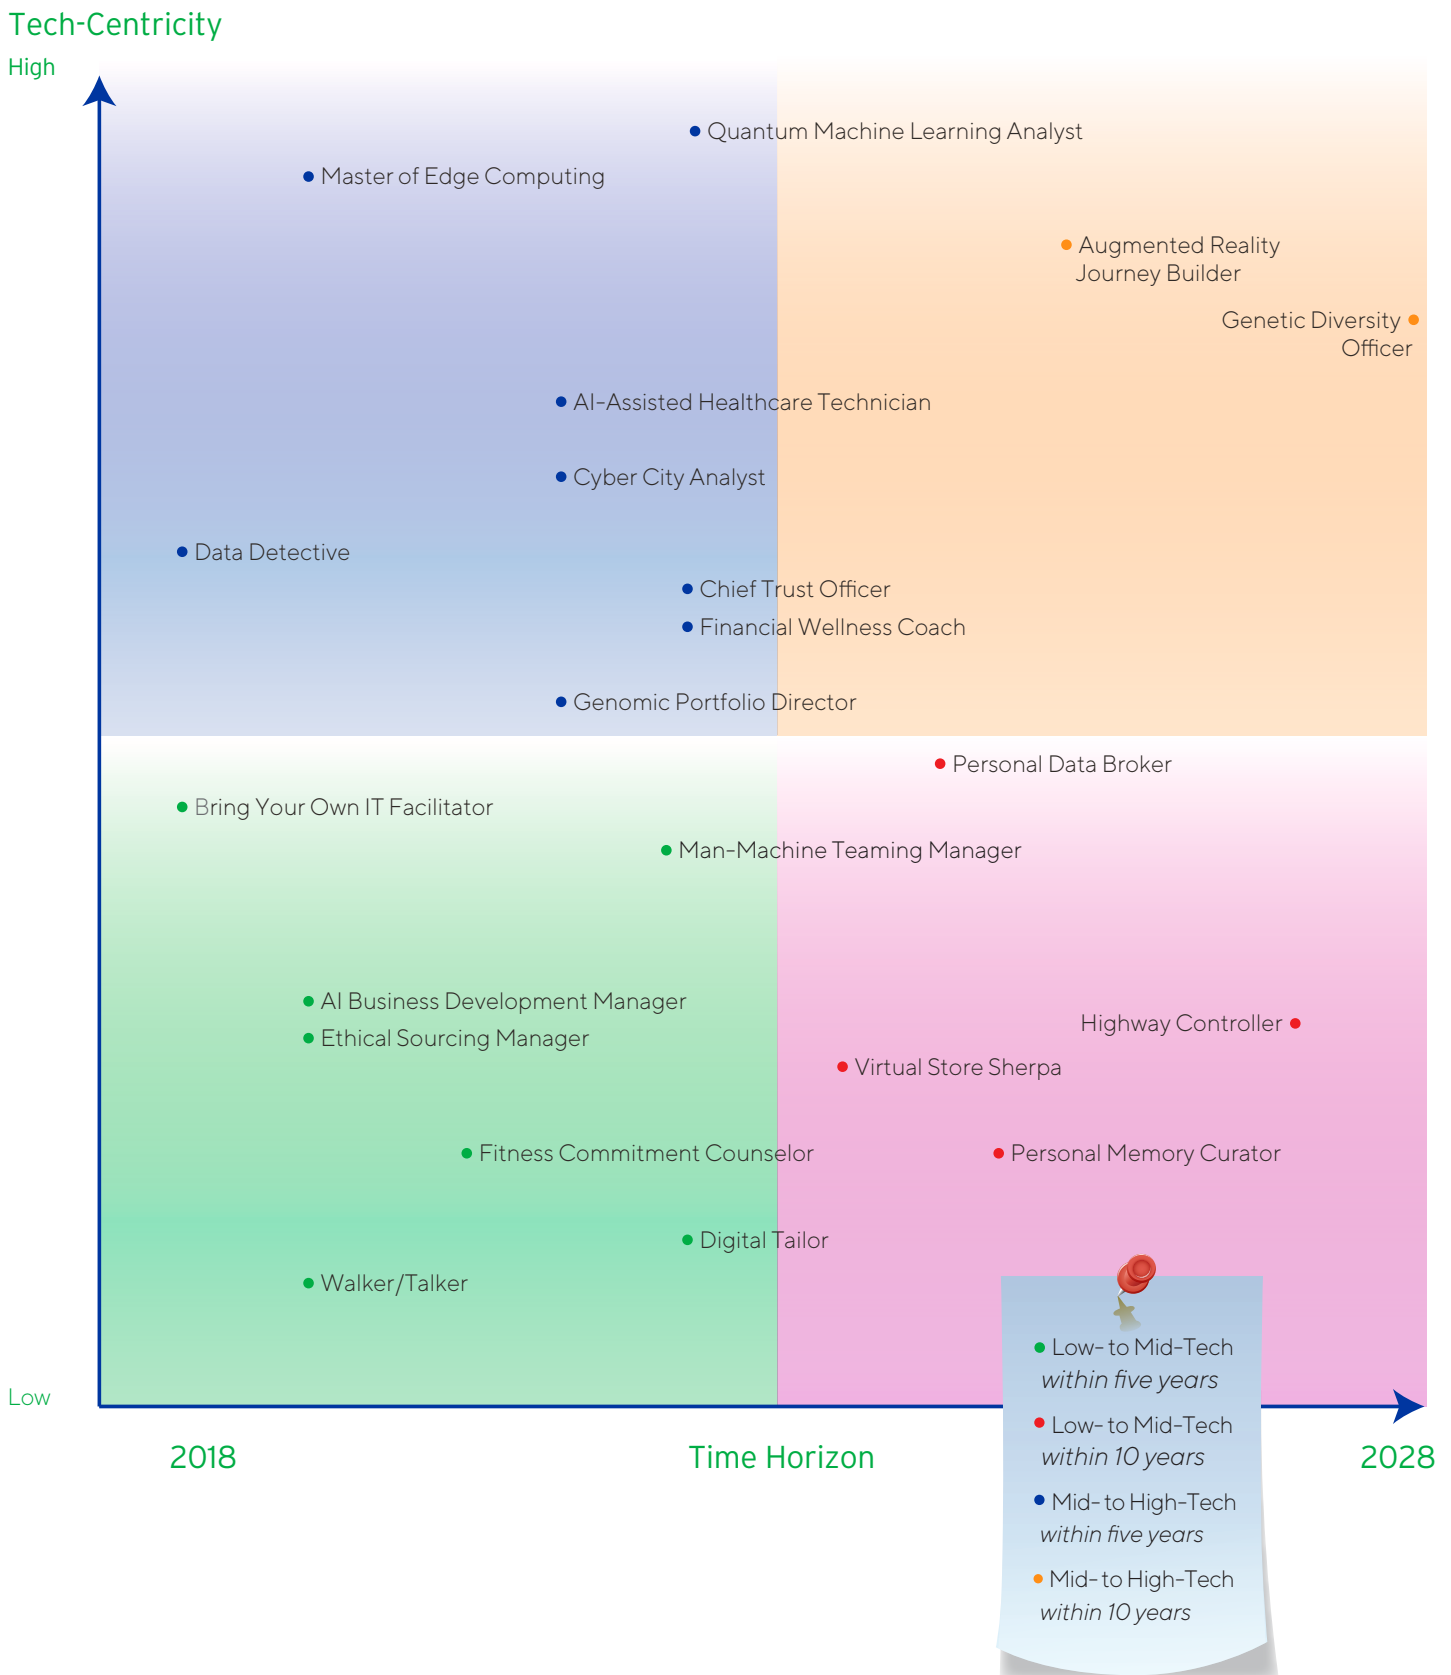 Tech-Centricity
High
Quantum Machine Learning Analyst
Master of Edge Computing
Augmented Reality
Journey Builder
Genetic Diversity
Officer
AI-Assisted Healthcare Technician
Cyber City Analyst
Data Detective
Chief Trust Officer
Financial Wellness Coach
Genomic Portfolio Director
Personal Data Broker
Bring Your Own IT Facilitator
Man-Machine Teaming Manager
AI Business Development Manager
Highway Controller
Ethical Sourcing Manager
Virtual Store Sherpa
Fitness Commitment Counselor
Personal Memory Curator
Digital Tailor
Walker/Talker
Low
2018
Time Horizon
2028
Low- to Mid-Tech
within five years
Low- to Mid-Tech
within 10 years
Mid- to High-Tech
within five years
Mid- to High-Tech
within 10 years